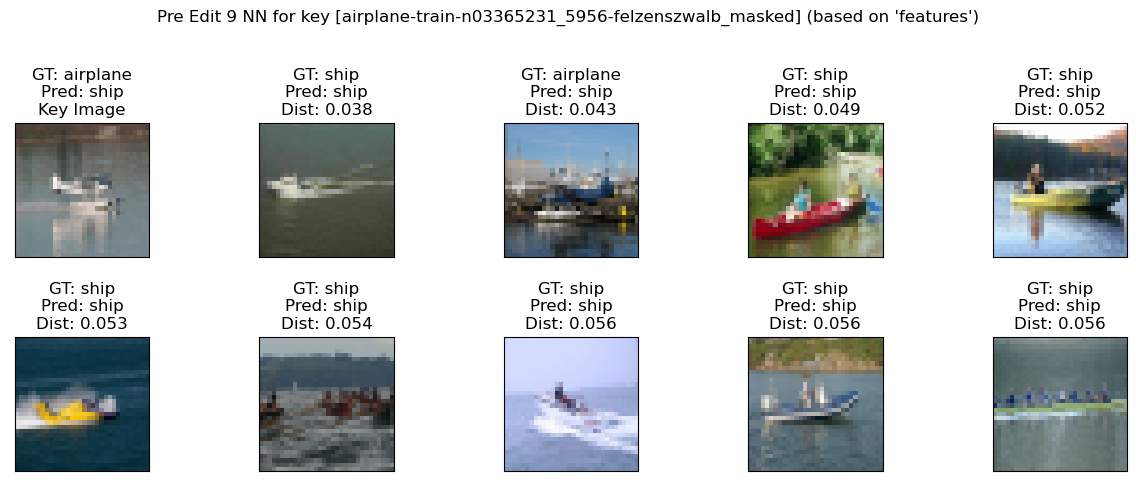 Pre Edit 9 NN for key [airplane-train-n03365231_5956-felzenszwalb_masked] (based on 'features')
GT: airplane
Pred: ship
Key Image
GT: ship
Pred: ship
Dist: 0.038
GT: airplane
Pred: ship
Dist: 0.043
GT: ship
Pred: ship
Dist: 0.049
GT: ship
Pred: ship
Dist: 0.052
GT: ship
Pred: ship
Dist: 0.053
GT: ship
Pred: ship
Dist: 0.054
GT: ship
Pred: ship
Dist: 0.056
GT: ship
Pred: ship
Dist: 0.056
GT: ship
Pred: ship
Dist: 0.056